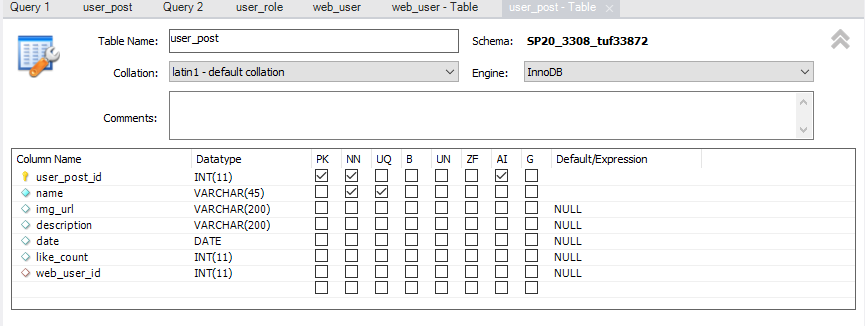 Query 1 user_post Query 2 user_role web_user web_user - Table user_post - Table
Table Name: user_post Schema: SP20_3308_tuf33872
Collation: latin1 - default collation Engine: InnoDB
Comments:
Column Name Datatype PK NN UQ B UN ZF AI G Default/Expression
user_post_id INT(11)
name VARCHAR(45)
img_url VARCHAR(200) NULL
description VARCHAR(200) NULL
date DATE NULL
like_count INT(11) NULL
web_user_id INT(11) NULL